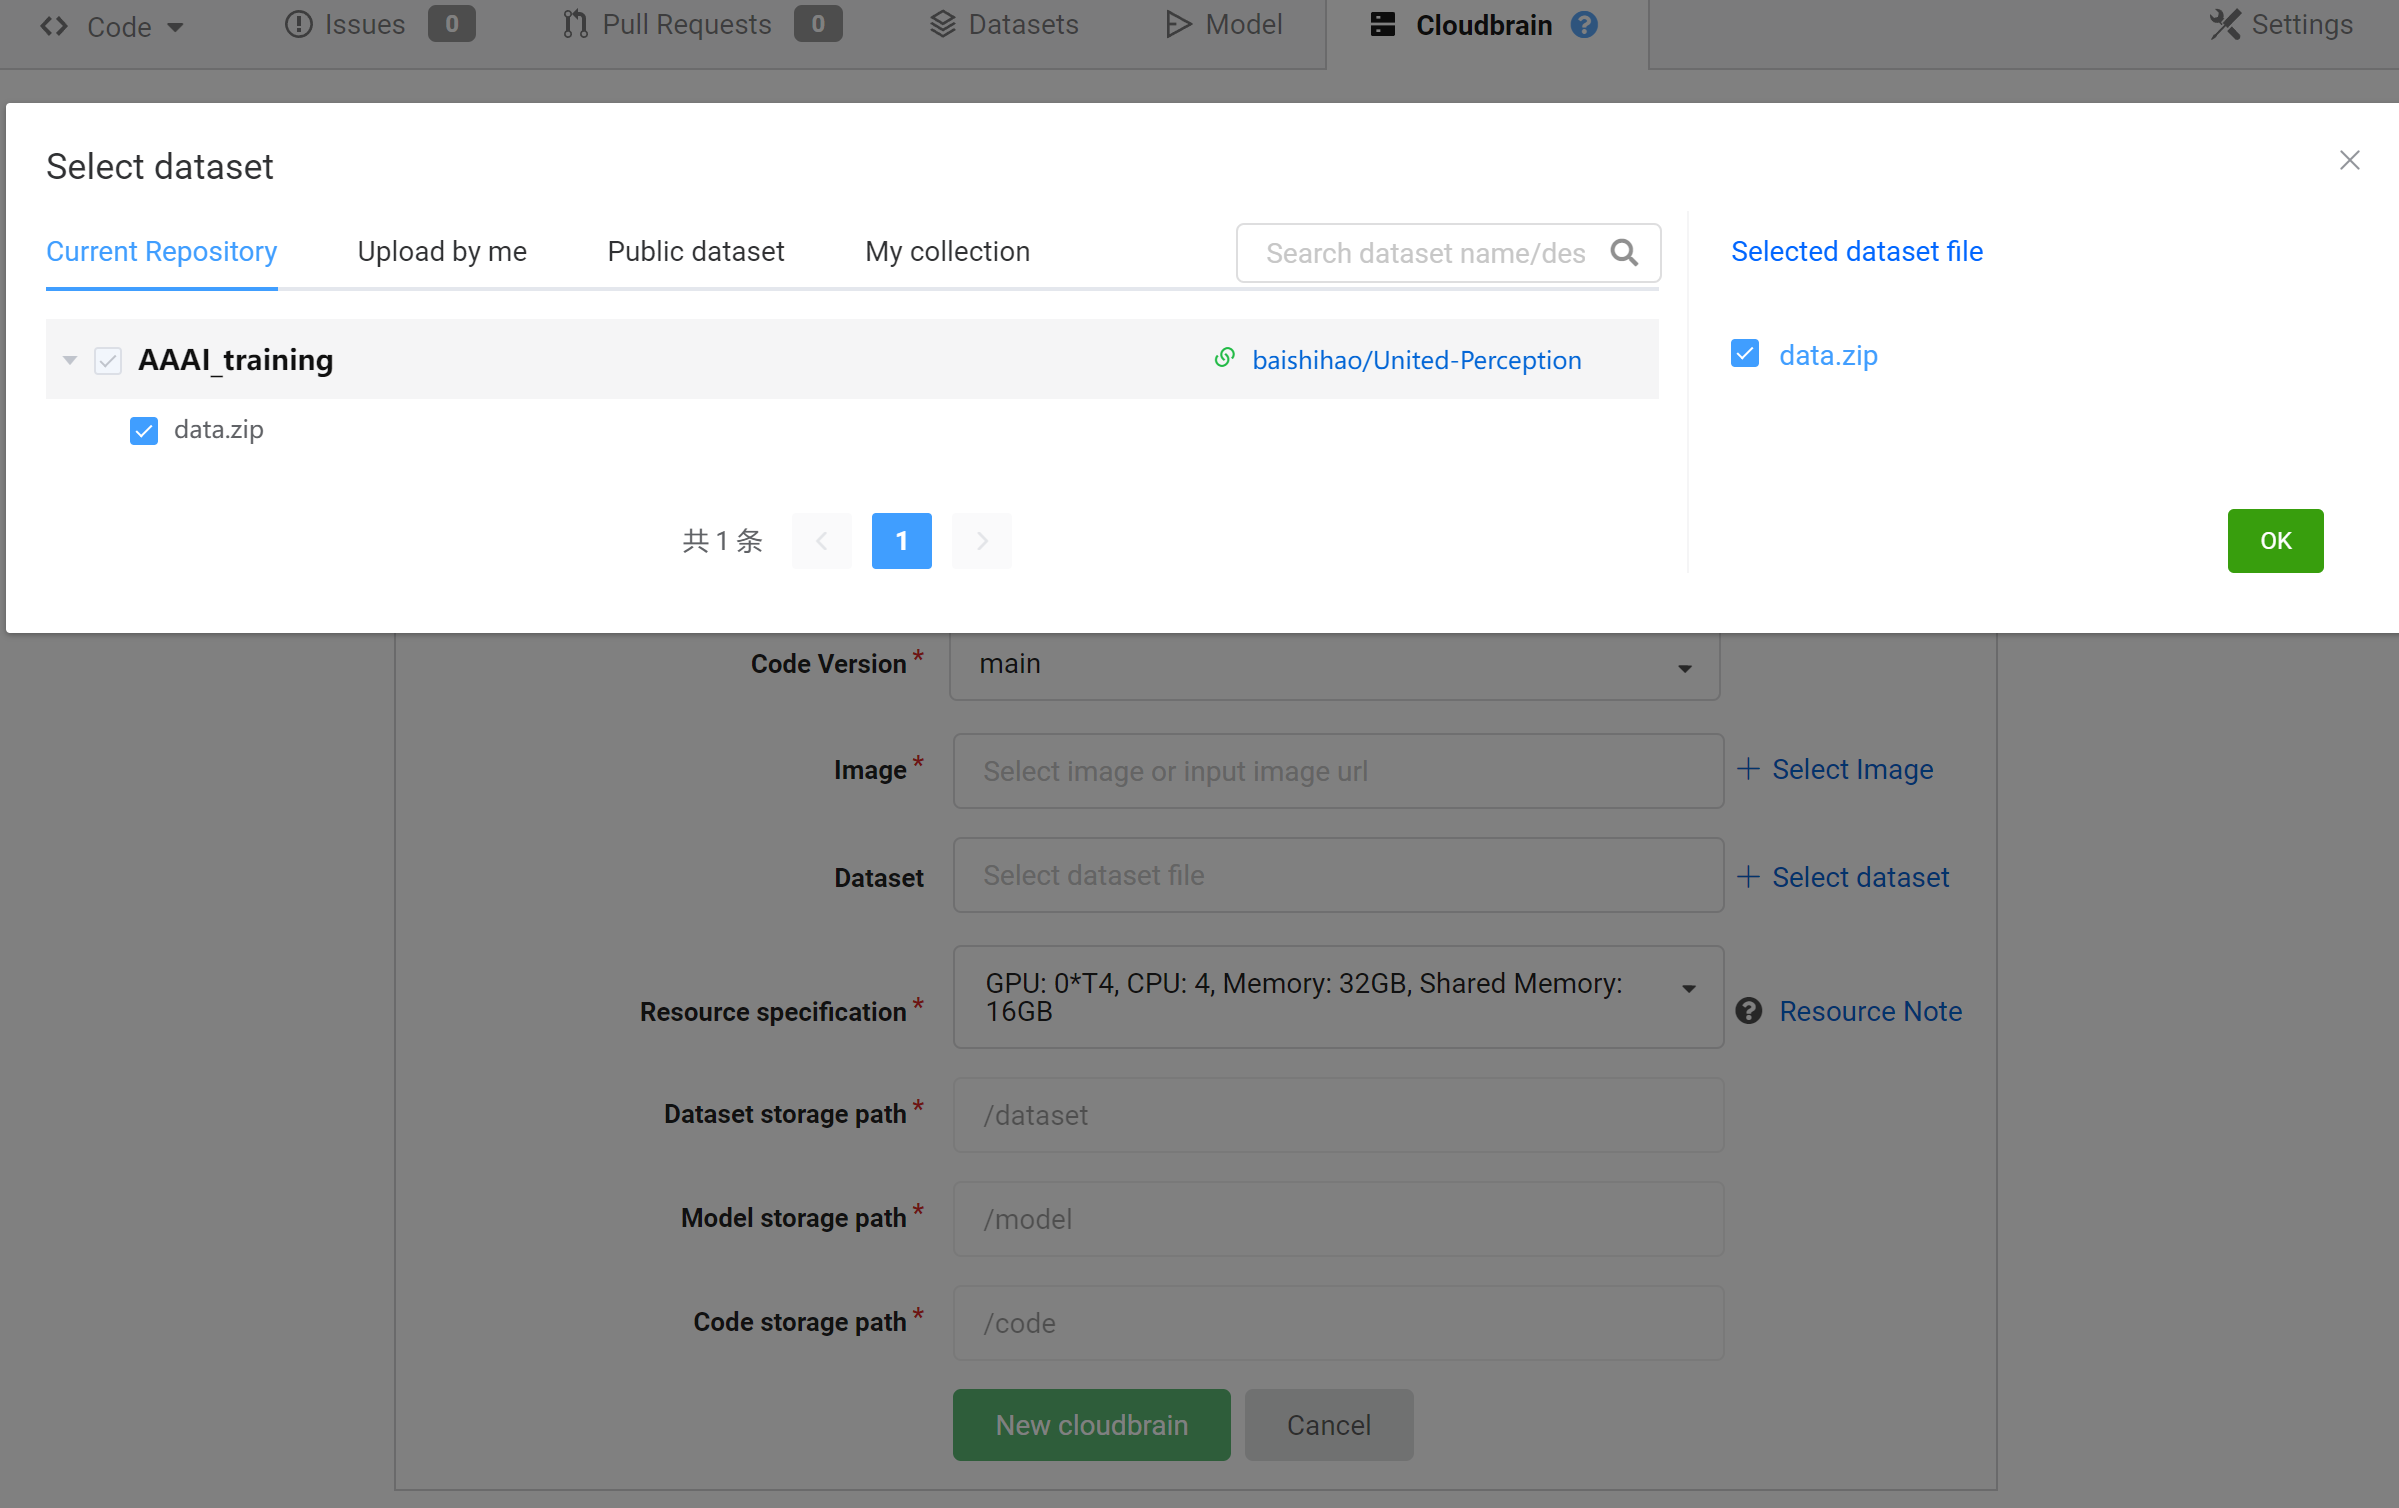 Code Issues 0 Pull Requests 0 Datasets Model Cloudbrain Settings
Select dataset
Current Repository Upload by me Public dataset My collection Search dataset name/des Selected dataset file
AAAI_training baishihao/United-Perception data.zip
data.zip
共 1 条 1 OK
Code Version * main
Image * Select image or input image url Select Image
Dataset Select dataset file Select dataset
Resource specification * GPU: 0*T4, CPU: 4, Memory: 32GB, Shared Memory:
16GB Resource Note
Dataset storage path * /dataset
Model storage path * /model
Code storage path * /code
New cloudbrain Cancel